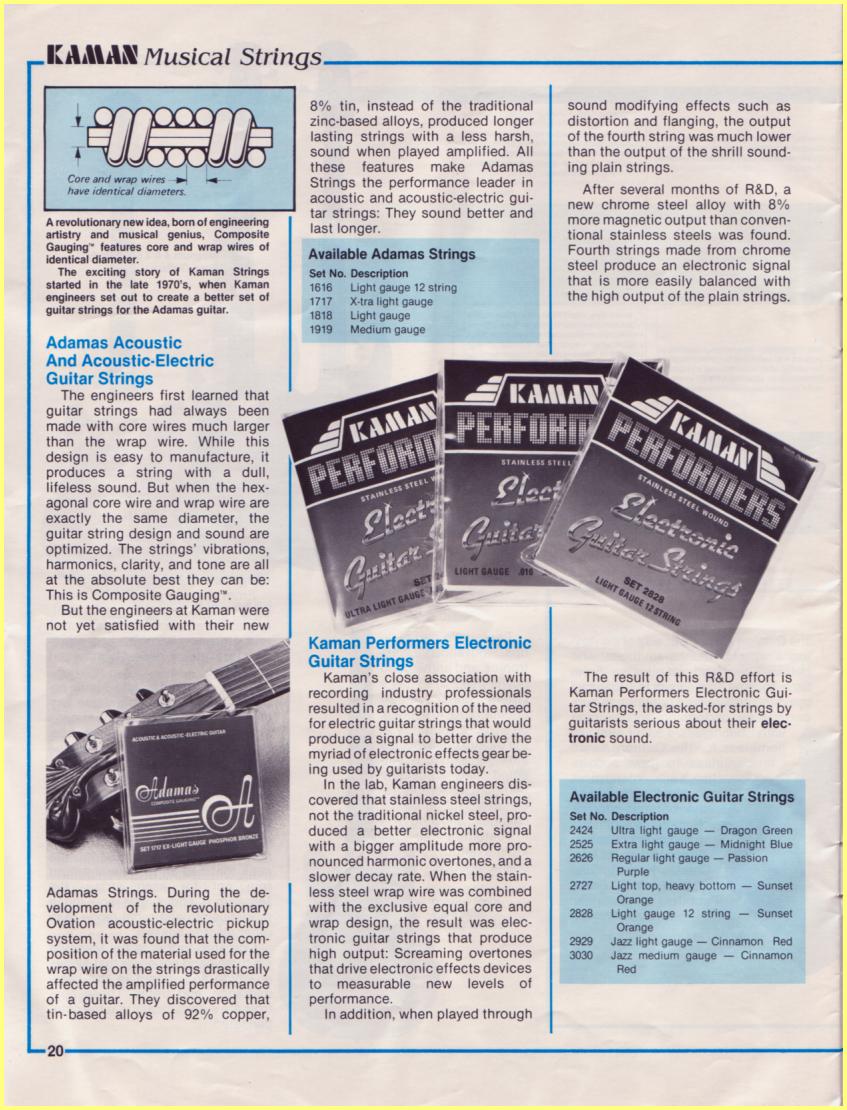 KAMAN Musical Strings
Core and wrap wires
have identical diameters.
A revolutionary new idea, born of engineering
artistry and musical genius, Composite
Gauging™ features core and wrap wires of
identical diameter.
The exciting story of Kaman Strings
started in the late 1970's, when Kaman
engineers set out to create a better set of
guitar strings for the Adamas guitar.
Adamas Acoustic
And Acoustic-Electric
Guitar Strings
The engineers first learned that
guitar strings had always been
made with core wires much larger
than the wrap wire. While this
design is easy to manufacture, it
produces a string with a dull,
lifeless sound. But when the hex-
agonal core wire and wrap wire are
exactly the same diameter, the
guitar string design and sound are
optimized. The strings' vibrations,
harmonics, clarity, and tone are all
at the absolute best they can be:
This is Composite Gauging™.
But the engineers at Kaman were
not yet satisfied with their new
ACOUSTIC & ACOUSTIC-ELECTRIC GUITAR
Adamas
COMPOSITE GAUGING™
A
SET 1717 EX-LIGHT GAUGE PHOSPHOR BRONZE
Adamas Strings. During the de-
velopment of the revolutionary
Ovation acoustic-electric pickup
system, it was found that the com-
position of the material used for the
wrap wire on the strings drastically
affected the amplified performance
of a guitar. They discovered that
tin-based alloys of 92% copper,
8% tin, instead of the traditional
zinc-based alloys, produced longer
lasting strings with a less harsh,
sound when played amplified. All
these features make Adamas
Strings the performance leader in
acoustic and acoustic-electric gui-
tar strings: They sound better and
last longer.
Available Adamas Strings
Set No. Description
1616 Light gauge 12 string
1717 X-tra light gauge
1818 Light gauge
1919 Medium gauge
KAMAN
PERFORM
STAINLESS STEEL W
Elect
Guitar S
SET 2
ULTRA LIGHT GAUGE
KAMAN
PERFORM
STAINLESS STEEL
Elect
Guitar
LIGHT GAUGE .010
KAMAN
PERFORMERS
STAINLESS STEEL WOUND
Electronic
Guitar Strings
SET 2828
LIGHT GAUGE 12 STRING
Kaman Performers Electronic
Guitar Strings
Kaman's close association with
recording industry professionals
resulted in a recognition of the need
for electric guitar strings that would
produce a signal to better drive the
myriad of electronic effects gear be-
ing used by guitarists today.
In the lab, Kaman engineers dis-
covered that stainless steel strings,
not the traditional nickel steel, pro-
duced a better electronic signal
with a bigger amplitude more pro-
nounced harmonic overtones, and a
slower decay rate. When the stain-
less steel wrap wire was combined
with the exclusive equal core and
wrap design, the result was elec-
tronic guitar strings that produce
high output: Screaming overtones
that drive electronic effects devices
to measurable new levels of
performance.
In addition, when played through
sound modifying effects such as
distortion and flanging, the output
of the fourth string was much lower
than the output of the shrill sound-
ing plain strings.
After several months of R&D, a
new chrome steel alloy with 8%
more magnetic output than conven-
tional stainless steels was found.
Fourth strings made from chrome
steel produce an electronic signal
that is more easily balanced with
the high output of the plain strings.
The result of this R&D effort is
Kaman Performers Electronic Gui-
tar Strings, the asked-for strings by
guitarists serious about their elec-
tronic sound.
Available Electronic Guitar Strings
Set No. Description
2424 Ultra light gauge — Dragon Green
2525 Extra light gauge — Midnight Blue
2626 Regular light gauge — Passion
Purple
2727 Light top, heavy bottom — Sunset
Orange
2828 Light gauge 12 string — Sunset
Orange
2929 Jazz light gauge — Cinnamon Red
3030 Jazz medium gauge — Cinnamon
Red
20